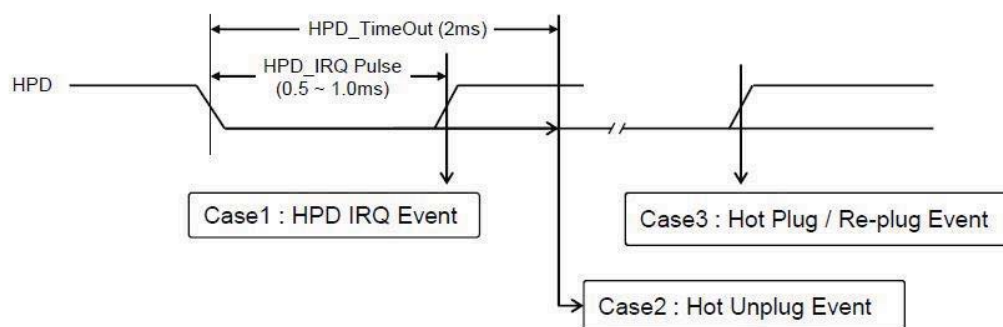 HPD_TimeOut (2ms)
HPD_IRQ Pulse
(0.5 ~ 1.0ms)
HPD
Case1 : HPD IRQ Event
Case3 : Hot Plug / Re-plug Event
Case2 : Hot Unplug Event